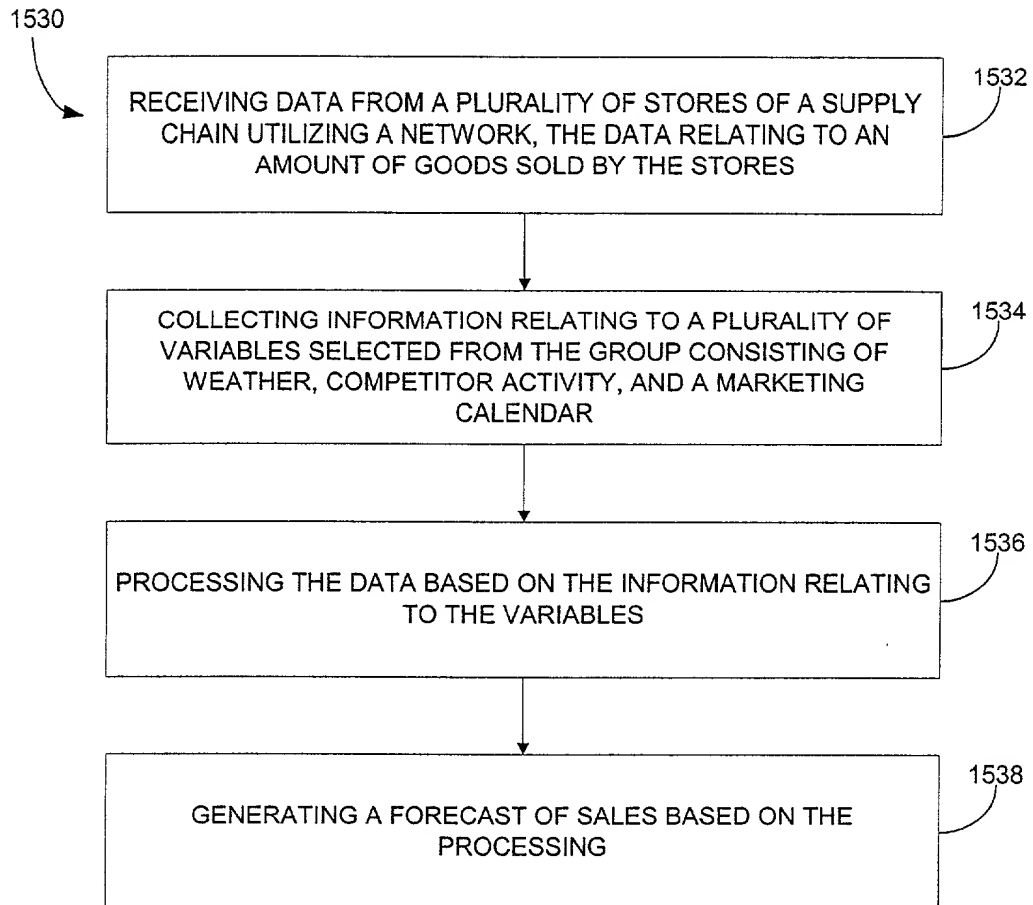 1530
1532
RECEIVING DATA FROM A PLURALITY OF STORES OF A SUPPLY
CHAIN UTILIZING A NETWORK, THE DATA RELATING TO AN
AMOUNT OF GOODS SOLD BY THE STORES
1534
COLLECTING INFORMATION RELATING TO A PLURALITY OF
VARIABLES SELECTED FROM THE GROUP CONSISTING OF
WEATHER, COMPETITOR ACTIVITY, AND A MARKETING
CALENDAR
1536
PROCESSING THE DATA BASED ON THE INFORMATION RELATING
TO THE VARIABLES
1538
GENERATING A FORECAST OF SALES BASED ON THE
PROCESSING